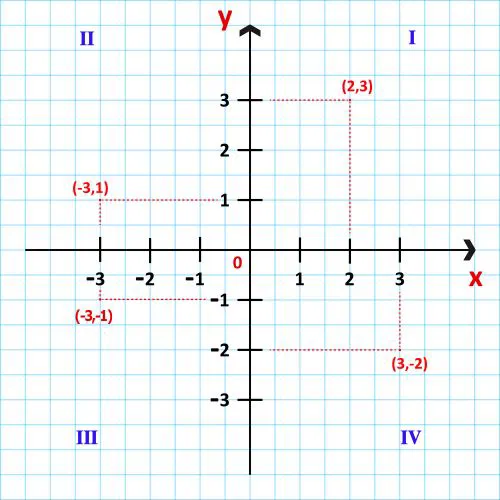 y
II
I
3
(2,3)
2
(-3,1)
1
0
-3
-2
-1
1
2
3
x
-1
(-3,-1)
-2
(3,-2)
-3
III
IV